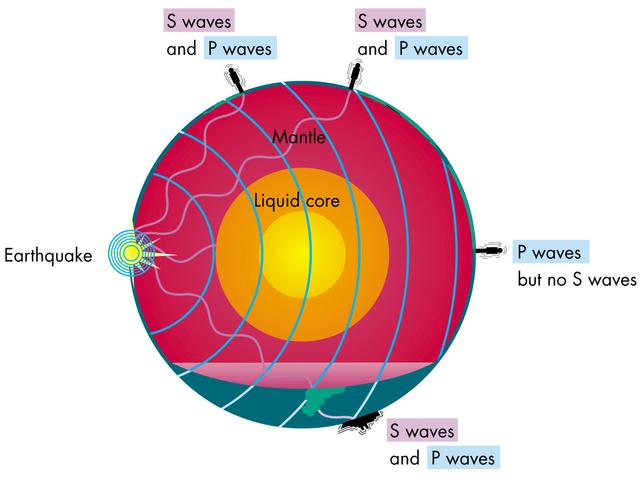 S waves
and P waves
S waves
and P waves
Mantle
Liquid core
Earthquake
P waves
but no S waves
S waves
and P waves